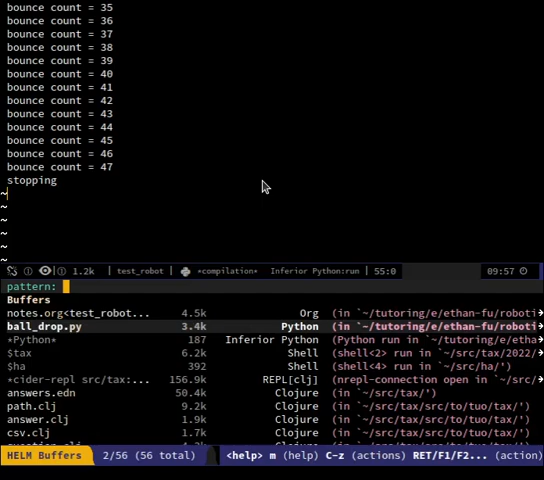 bounce count = 35
bounce count = 36
bounce count = 37
bounce count = 38
bounce count = 39
bounce count = 40
bounce count = 41
bounce count = 42
bounce count = 43
bounce count = 44
bounce count = 45
bounce count = 46
bounce count = 47
stopping
~
~
~
~
~
~
1.2k test_robot *compilation* Inferior Python:run 55:0 09:57
pattern:
Buffers
notes.org<test_robot... 4.5k Org (in `~/tutoring/e/ethan-fu/roboti
ball_drop.py 3.4k Python (in `~/tutoring/e/ethan-fu/roboti
*Python* 187 Inferior Python (Python run in `~/tutoring/e/etha
$tax 6.2k Shell (shell<2> run in `~/src/tax/2022/
$ha 392 Shell (shell<4> run in `~/src/ha/')
*cider-repl src/tax:... 156.9k REPL[clj] (nrepl-connection open in `~/src/
answers.edn 50.4k Clojure (in `~/src/tax/')
path.clj 9.2k Clojure (in `~/src/tax/src/to/tuo/tax/')
answer.clj 1.9k Clojure (in `~/src/tax/src/to/tuo/tax/')
csv.clj 1.7k Clojure (in `~/src/tax/src/to/tuo/tax/')
HELM Buffers 2/56 (56 total) <help> m (help) C-z (actions) RET/F1/F2... (action)